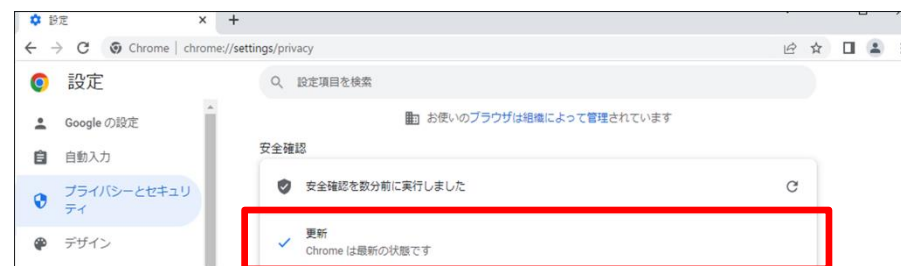 設定
Chrome | chrome://settings/privacy
設定
設定項目を検索
お使いのブラウザは組織によって管理されています
Google の設定
安全確認
自動入力
安全確認を数分前に実行しました
プライバシーとセキュリ
ティ
更新
デザイン
Chrome は最新の状態です